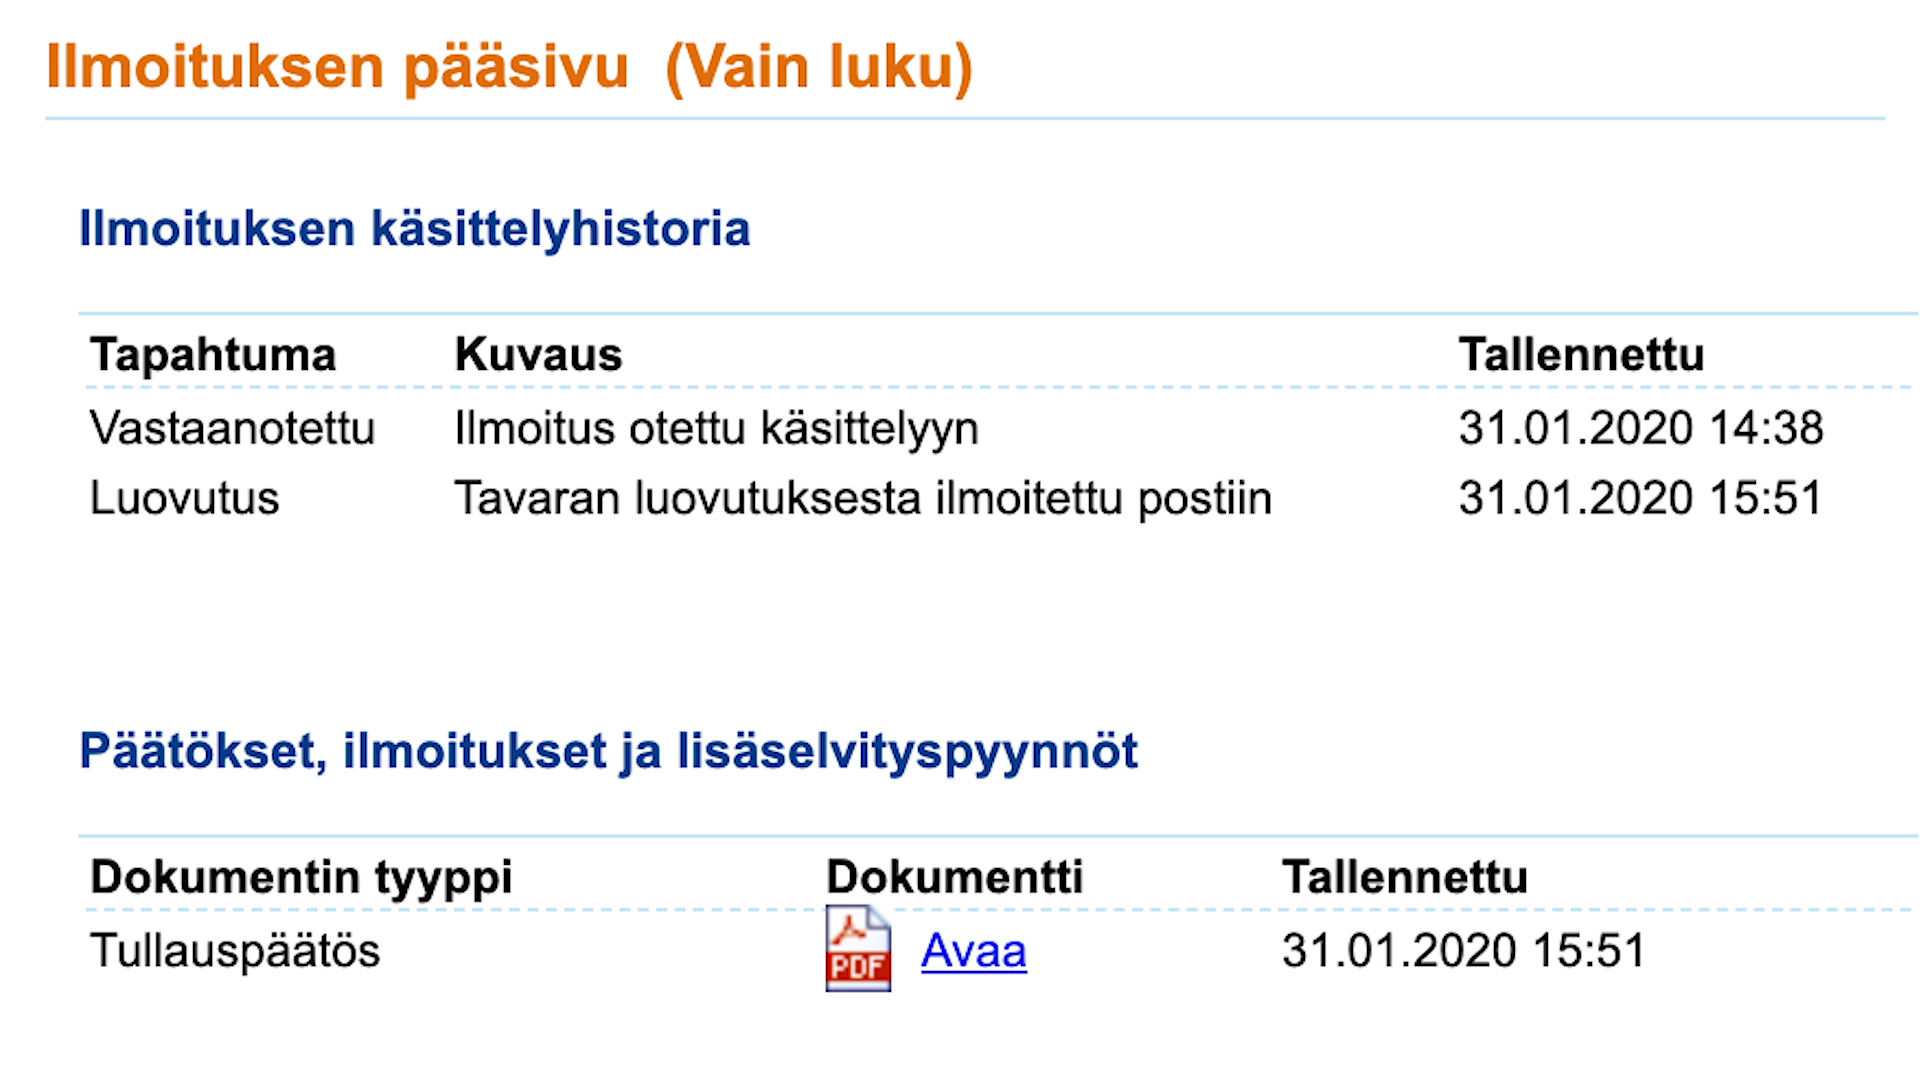 Ilmoituksen pääsivu (Vain luku)
Ilmoituksen käsittelyhistoria
Tapahtuma Kuvaus Tallennettu
Vastaanotettu Ilmoitus otettu käsittelyyn 31.01.2020 14:38
Luovutus Tavaran luovutuksesta ilmoitettu postiin 31.01.2020 15:51
Päätökset, ilmoitukset ja lisäselvityspyynnöt
Dokumentin tyyppi Dokumentti Tallennettu
Tullauspäätös PDF Avaa 31.01.2020 15:51